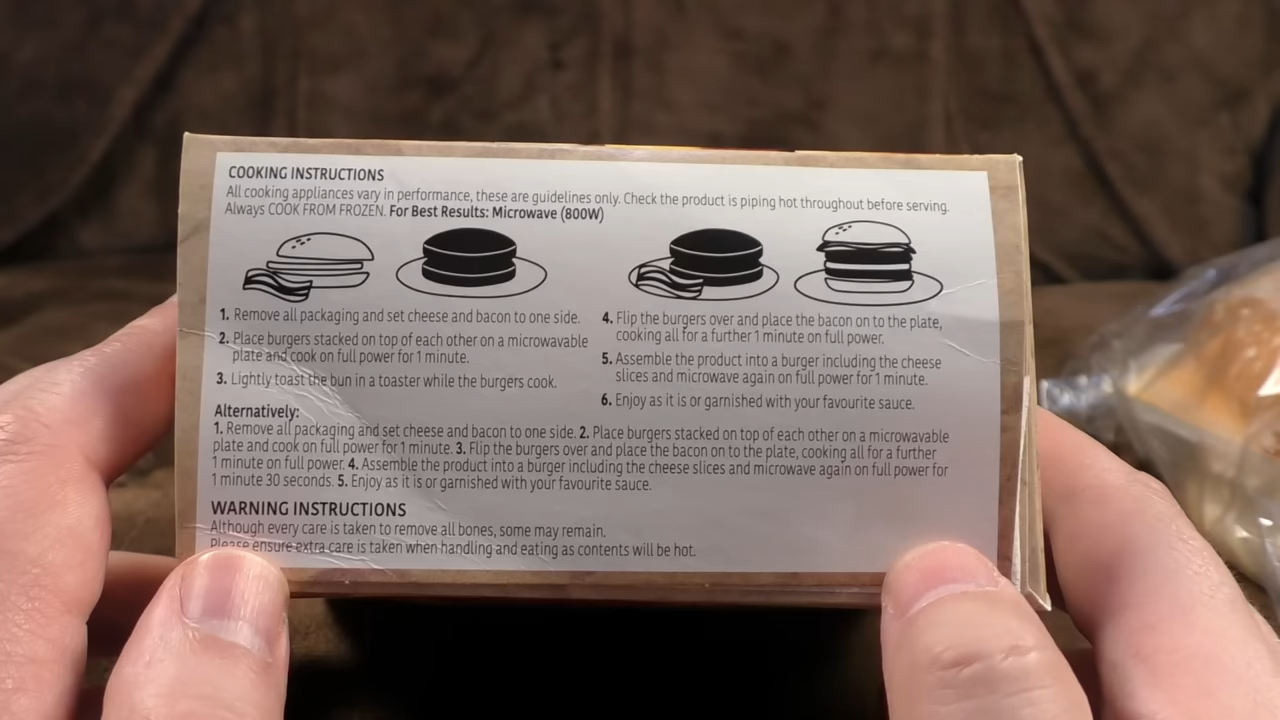 COOKING INSTRUCTIONS
All cooking appliances vary in performance, these are guidelines only. Check the product is piping hot throughout before serving.
Always COOK FROM FROZEN. For Best Results: Microwave (800W)
1. Remove all packaging and set cheese and bacon to one side.
2. Place burgers stacked on top of each other on a microwavable
plate and cook on full power for 1 minute.
3. Lightly toast the bun in a toaster while the burgers cook.
4. Flip the burgers over and place the bacon on to the plate,
cooking all for a further 1 minute on full power.
5. Assemble the product into a burger including the cheese
slices and microwave again on full power for 1 minute.
6. Enjoy as it is or garnished with your favourite sauce.
Alternatively:
1. Remove all packaging and set cheese and bacon to one side. 2. Place burgers stacked on top of each other on a microwavable
plate and cook on full power for 1 minute. 3. Flip the burgers over and place the bacon on to the plate, cooking all for a further
1 minute on full power. 4. Assemble the product into a burger including the cheese slices and microwave again on full power for
1 minute 30 seconds. 5. Enjoy as it is or garnished with your favourite sauce.
WARNING INSTRUCTIONS
Although every care is taken to remove all bones, some may remain.
Please ensure extra care is taken when handling and eating as contents will be hot.